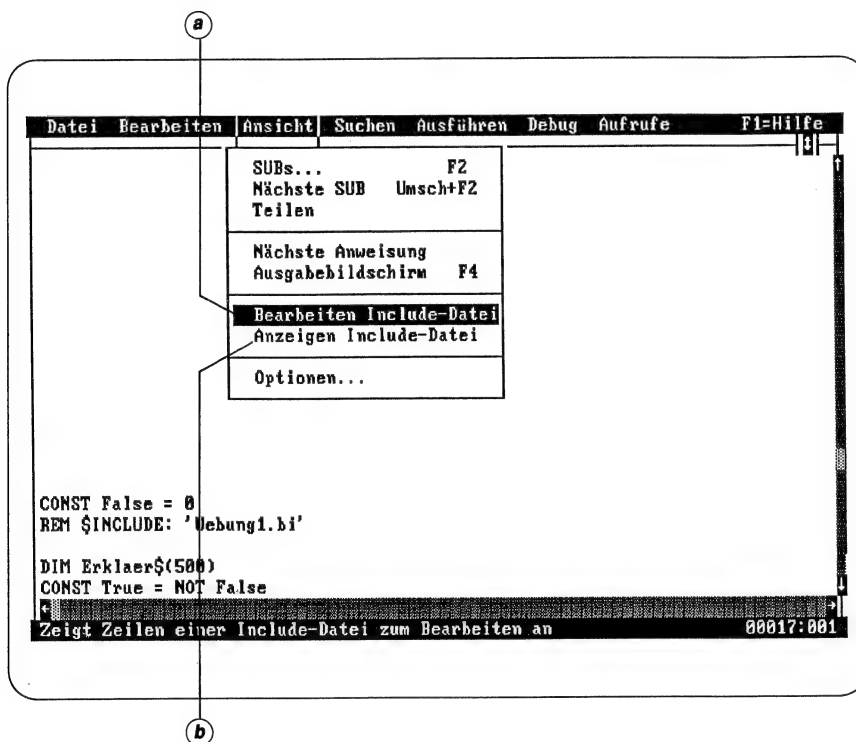 a
Datei Bearbeiten Ansicht Suchen Ausführen Debug Aufrufe F1=Hilfe
SUBs... F2
Nächste SUB Umsch+F2
Teilen
Nächste Anweisung
Ausgabebildschirm F4
Bearbeiten Include-Datei
Anzeigen Include-Datei
Optionen...
CONST False = 0
REM $INCLUDE: 'Uebung1.bi'
DIM Erklaer$(500)
CONST True = NOT False
Zeigt Zeilen einer Include-Datei zum Bearbeiten an 00017:001
b